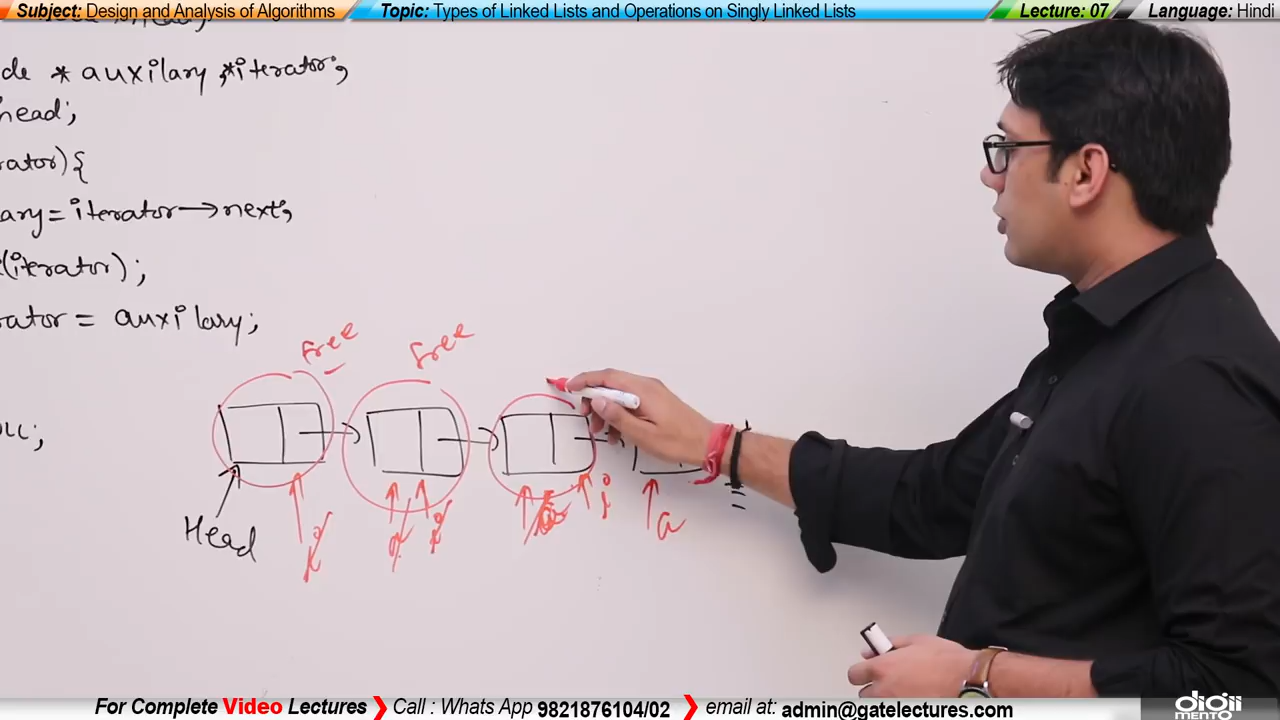 Subject: Design and Analysis of Algorithms Topic: Types of Linked Lists and Operations on Singly Linked Lists Lecture: 07 Language: Hindi
de * auxilary, *iterator;
head;
rator){
ary = iterator→next;
(iterator);
rator = auxilary;
Free Free
;
Head
i a
For Complete Video Lectures Call : Whats App 9821876104/02 email at: admin@gatelectures.com
digii
MENTO